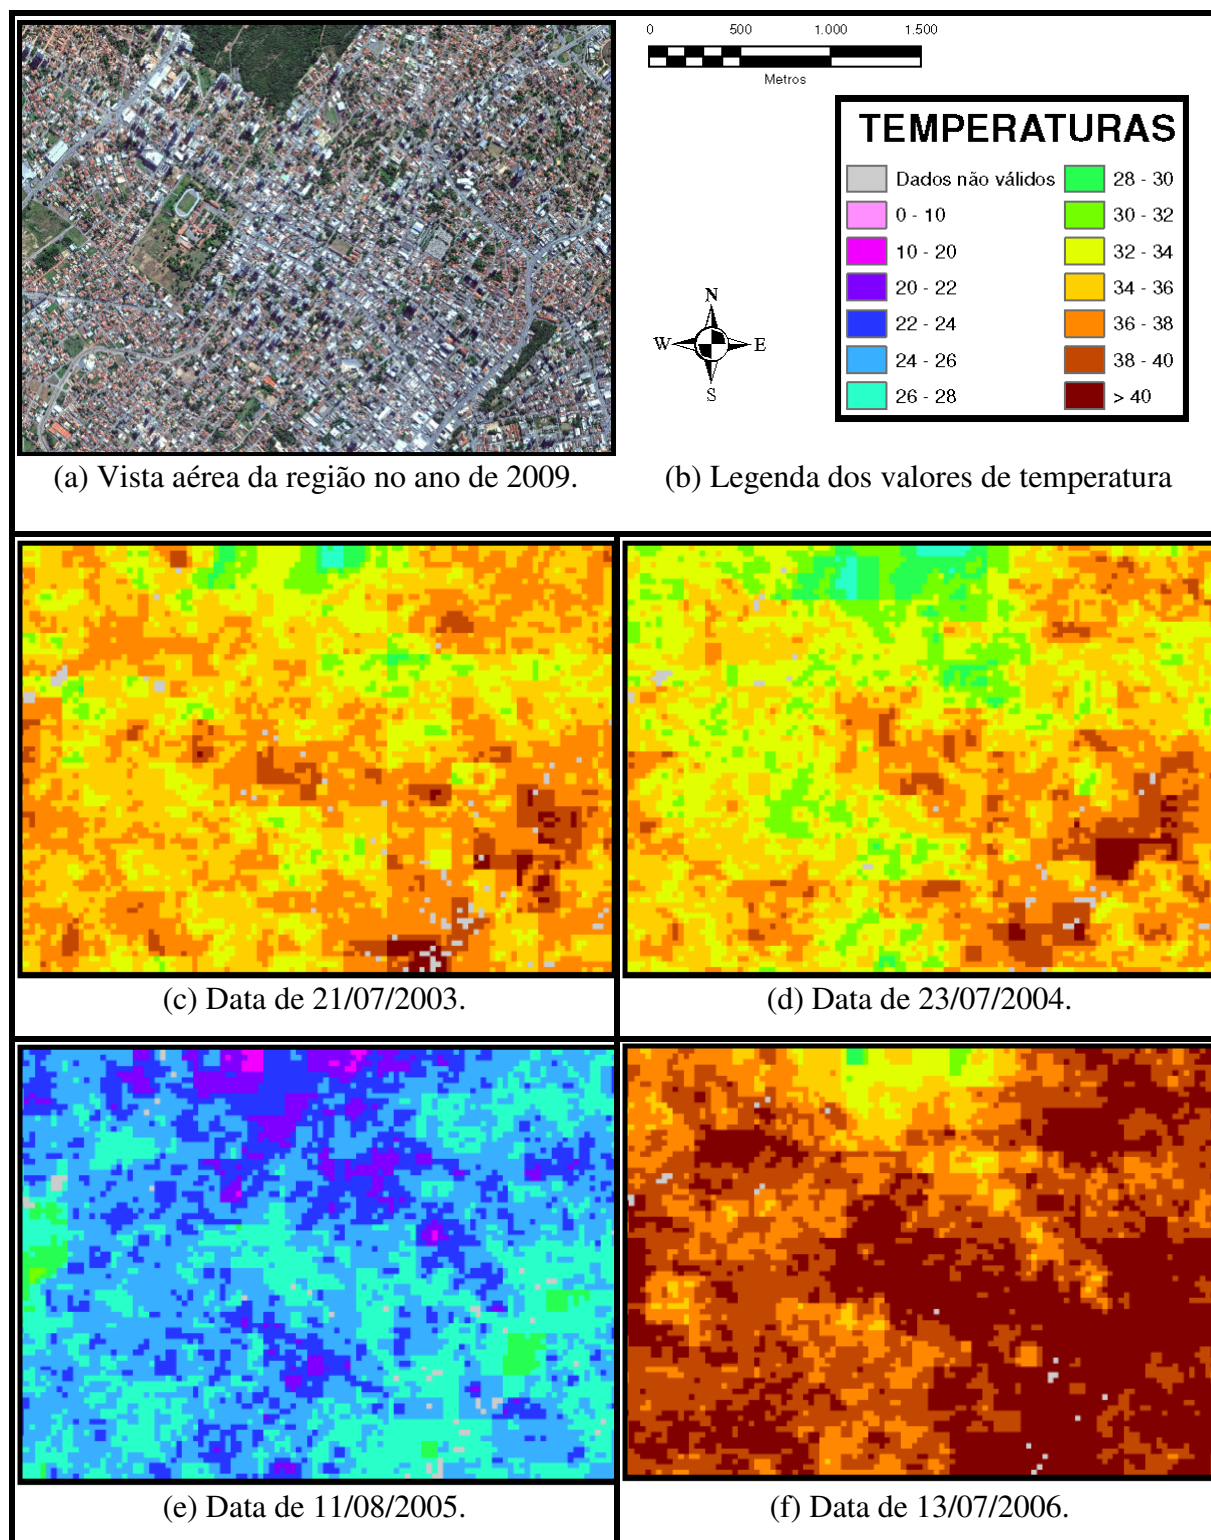 0 500 1.000 1.500
Metros
TEMPERATURAS
Dados não válidos
0 - 10
10 - 20
20 - 22
22 - 24
24 - 26
26 - 28
28 - 30
30 - 32
32 - 34
34 - 36
36 - 38
38 - 40
> 40
N
W E
S
(a) Vista aérea da região no ano de 2009.
(b) Legenda dos valores de temperatura
(c) Data de 21/07/2003.
(d) Data de 23/07/2004.
(e) Data de 11/08/2005.
(f) Data de 13/07/2006.